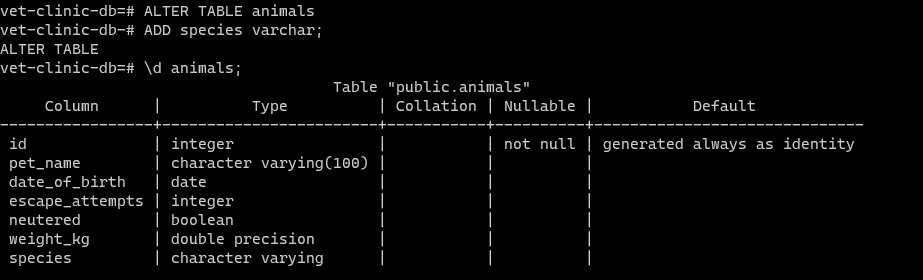 vet-clinic-db=# ALTER TABLE animals
vet-clinic-db=# ADD species varchar;
ALTER TABLE
vet-clinic-db=# \d animals;
                                     Table "public.animals"
     Column      |          Type          | Collation | Nullable |           Default
-----------------+------------------------+-----------+----------+------------------------------
 id              | integer                |           | not null | generated always as identity
 pet_name        | character varying(100) |           |          |
 date_of_birth   | date                   |           |          |
 escape_attempts | integer                |           |          |
 neutered        | boolean                |           |          |
 weight_kg       | double precision       |           |          |
 species         | character varying      |           |          |